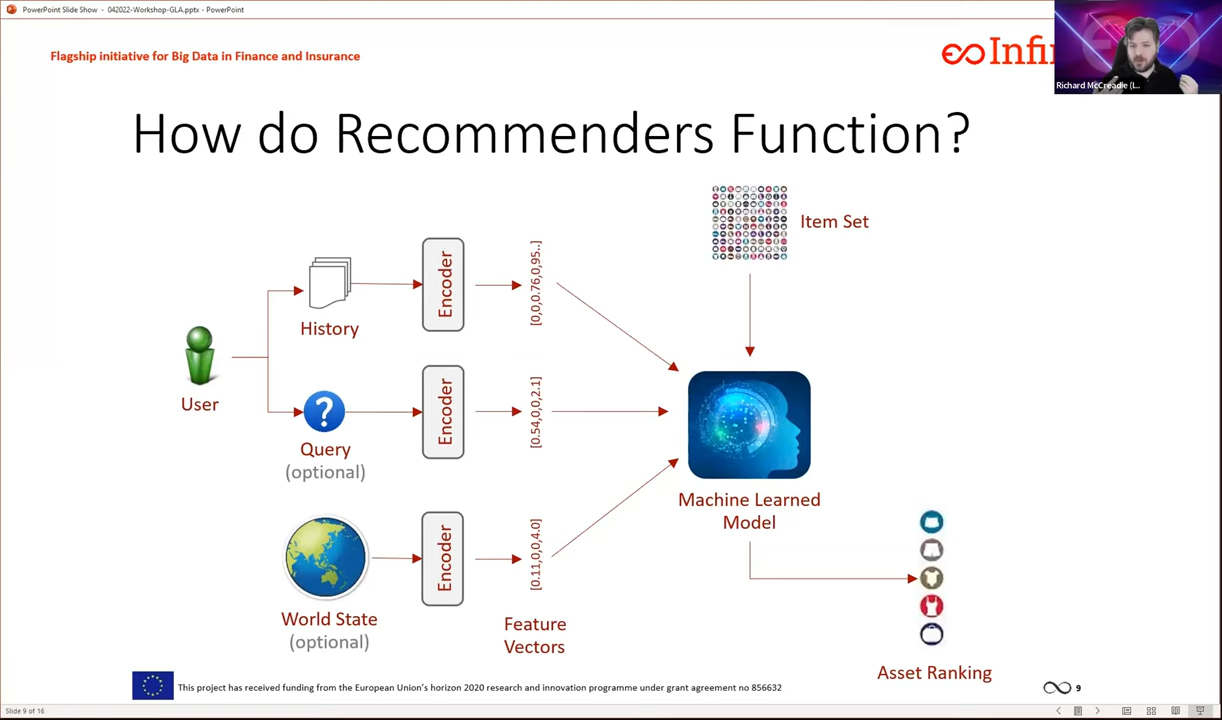 PowerPoint Slide Show - 042022-Workshop-GLA.pptx - PowerPoint
Flagship initiative for Big Data in Finance and Insurance
Infi
Richard McCreadie (L...
How do Recommenders Function?
Item Set
Encoder
[0,0,0.76,0,95..]
History
User
Encoder
[0.54,0,0,2.1]
?
Query
(optional)
Machine Learned
Model
Encoder
[0.11,0,0,4.0]
World State
(optional)
Feature
Vectors
Asset Ranking
This project has received funding from the European Union's horizon 2020 research and innovation programme under grant agreement no 856632
9
Slide 9 of 16